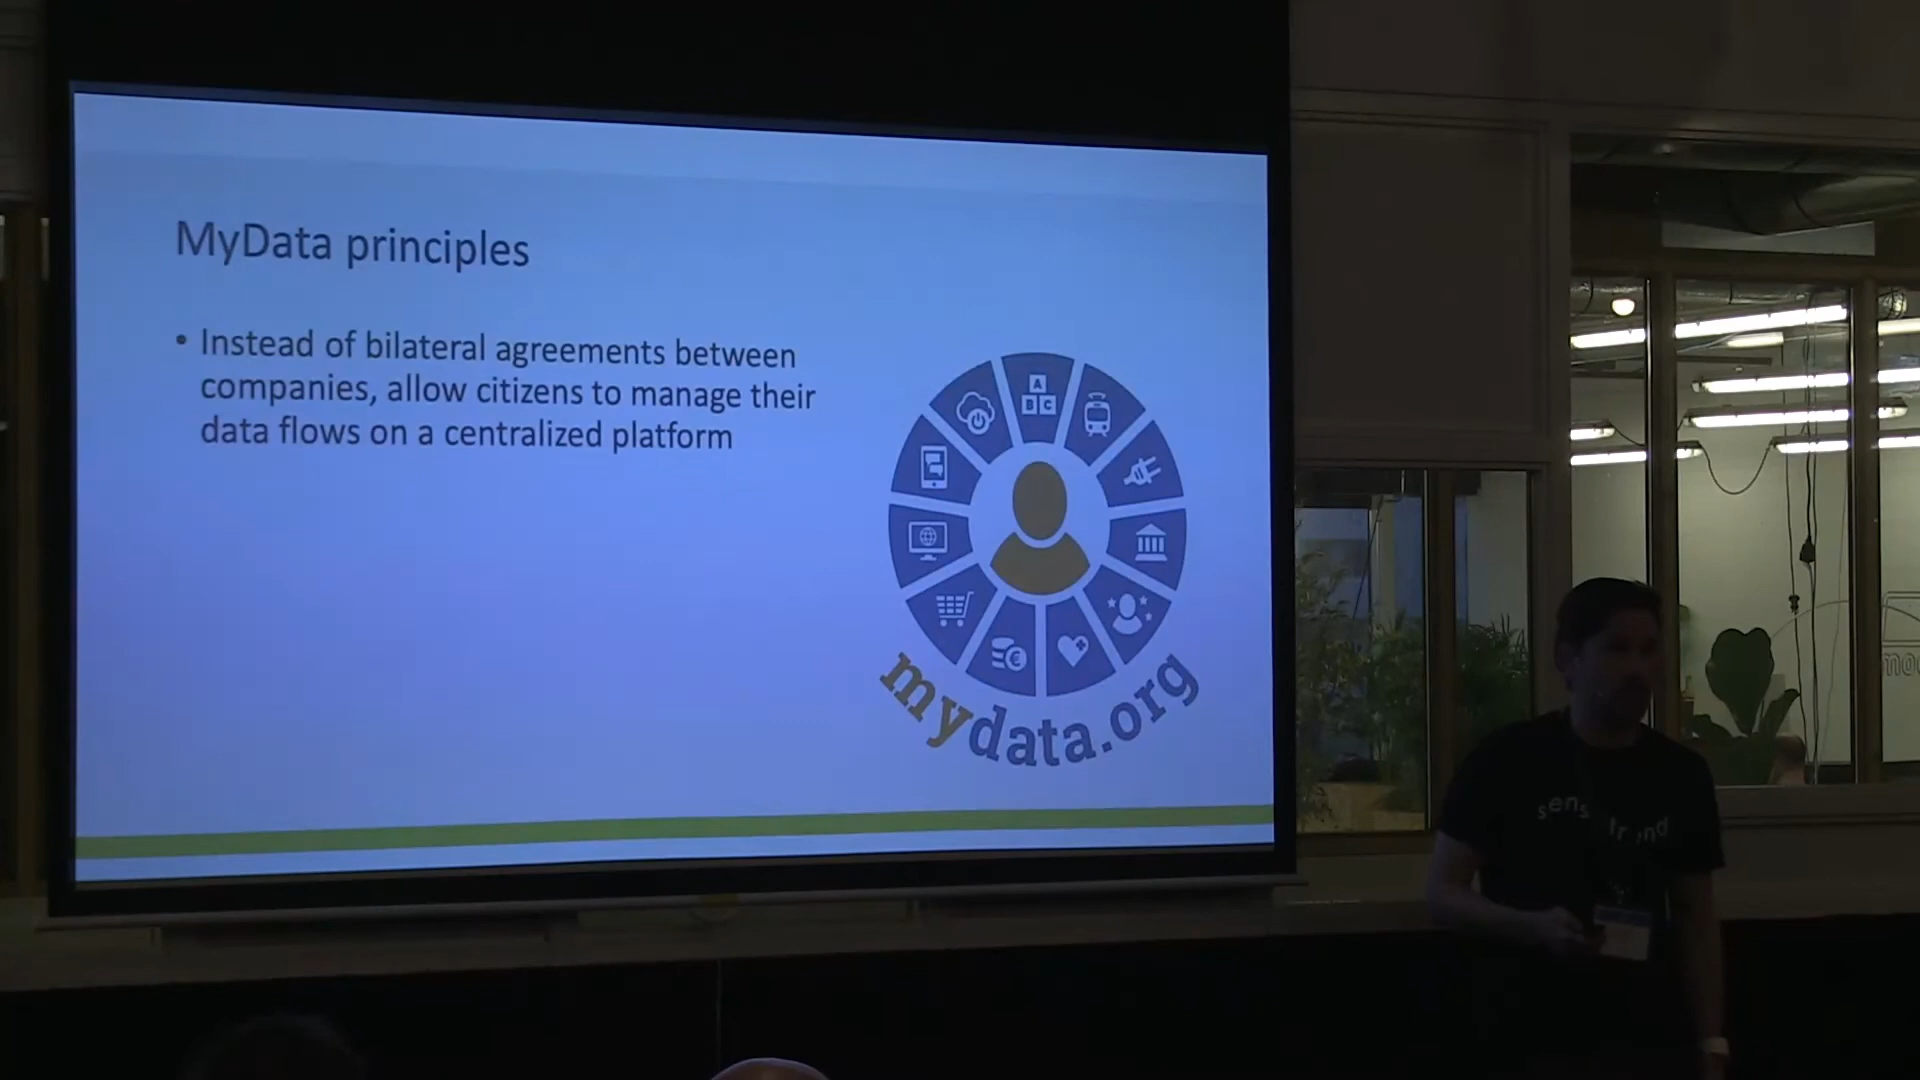 MyData principles
• Instead of bilateral agreements between
companies, allow citizens to manage their
data flows on a centralized platform
A
B C
€
mydata.org
sens